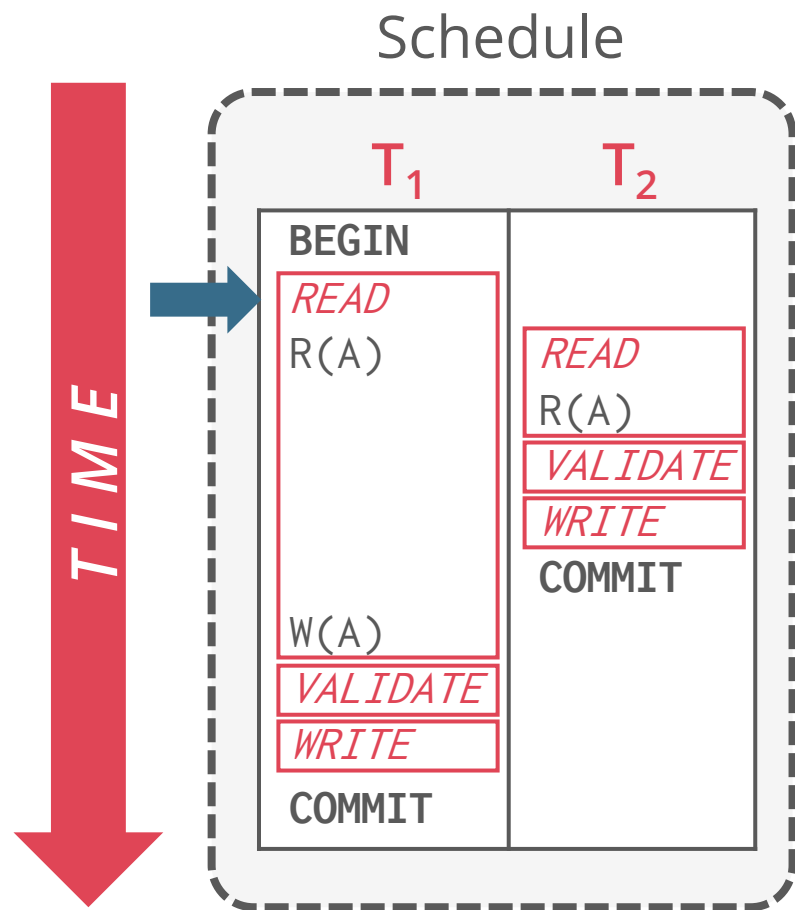 Schedule
TIME
T1 T2
BEGIN
READ
R(A) READ
R(A)
VALIDATE
WRITE
COMMIT
W(A)
VALIDATE
WRITE
COMMIT